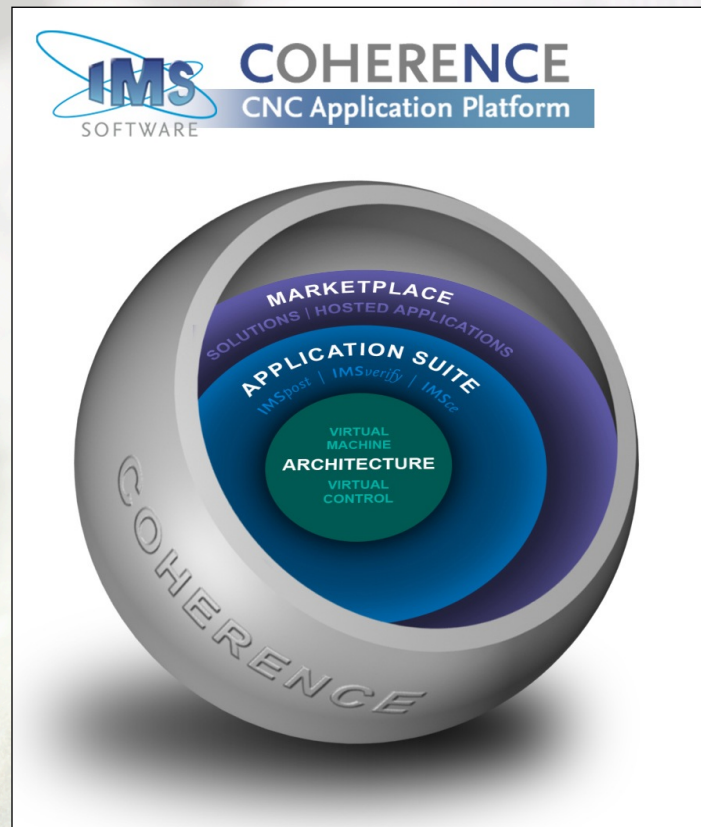 IMS
SOFTWARE
COHERENCE
CNC Application Platform
MARKETPLACE
SOLUTIONS | HOSTED APPLICATIONS
APPLICATION SUITE
IMSpost | IMSverify | IMSce
VIRTUAL
MACHINE
ARCHITECTURE
VIRTUAL
CONTROL
COHERENCE